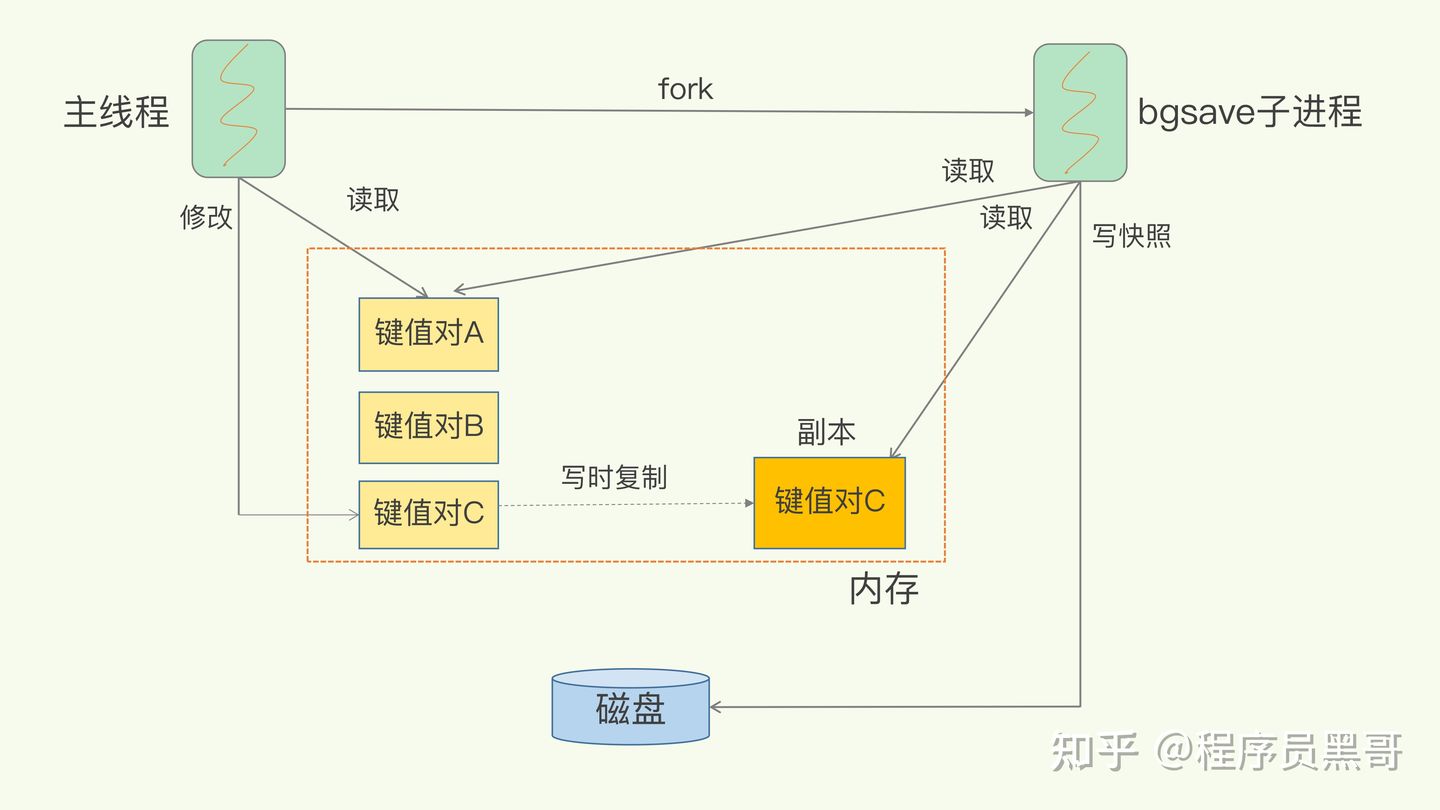 fork
主线程
bgsave子进程
读取
读取
修改
读取
写快照
键值对A
键值对B
副本
写时复制
键值对C
键值对C
内存
磁盘
知乎 @程序员黑哥